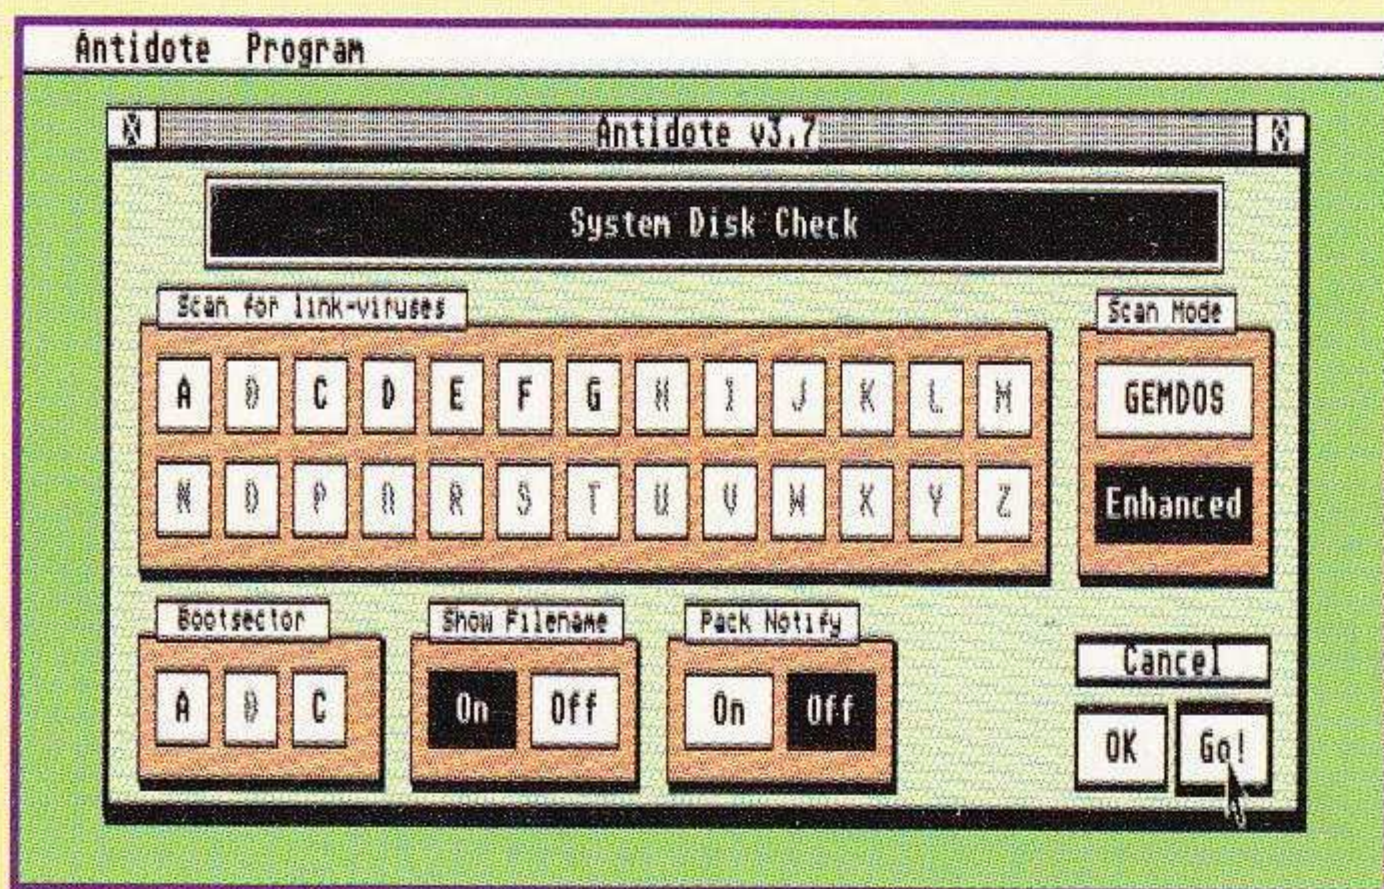 Antidote Program
Antidote v3.7
System Disk Check
Scan for link-viruses
A B C D E F G H I J K L M
N O P Q R S T U V W X Y Z
Scan Mode
GEMDOS
Enhanced
Bootsector
A B C
Show Filename
On Off
Pack Notify
On Off
Cancel
OK Go!